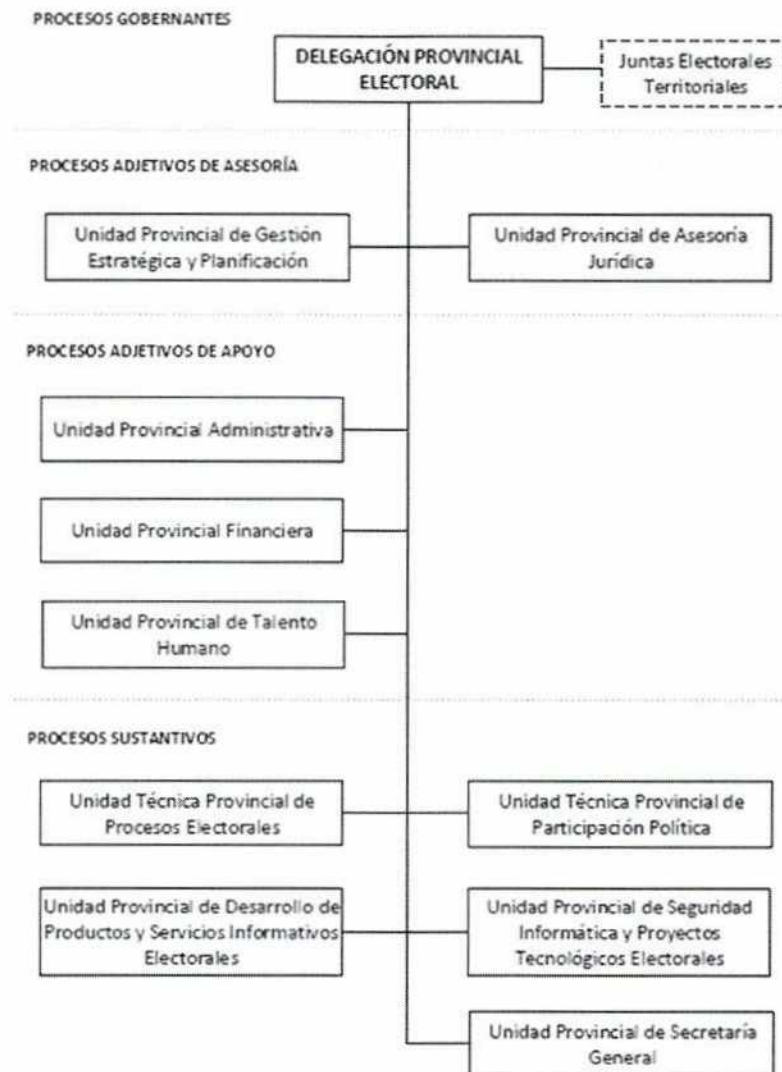 PROCESOS GOBERNANTES
DELEGACIÓN PROVINCIAL
ELECTORAL
Juntas Electorales
Territoriales
PROCESOS ADJETIVOS DE ASESORÍA
Unidad Provincial de Gestión
Estratégica y Planificación
Unidad Provincial de Asesoría
Jurídica
PROCESOS ADJETIVOS DE APOYO
Unidad Provincial Administrativa
Unidad Provincial Financiera
Unidad Provincial de Talento
Humano
PROCESOS SUSTANTIVOS
Unidad Técnica Provincial de
Procesos Electorales
Unidad Técnica Provincial de
Participación Política
Unidad Provincial de Desarrollo de
Productos y Servicios Informativos
Electorales
Unidad Provincial de Seguridad
Informática y Proyectos
Tecnológicos Electorales
Unidad Provincial de Secretaría
General